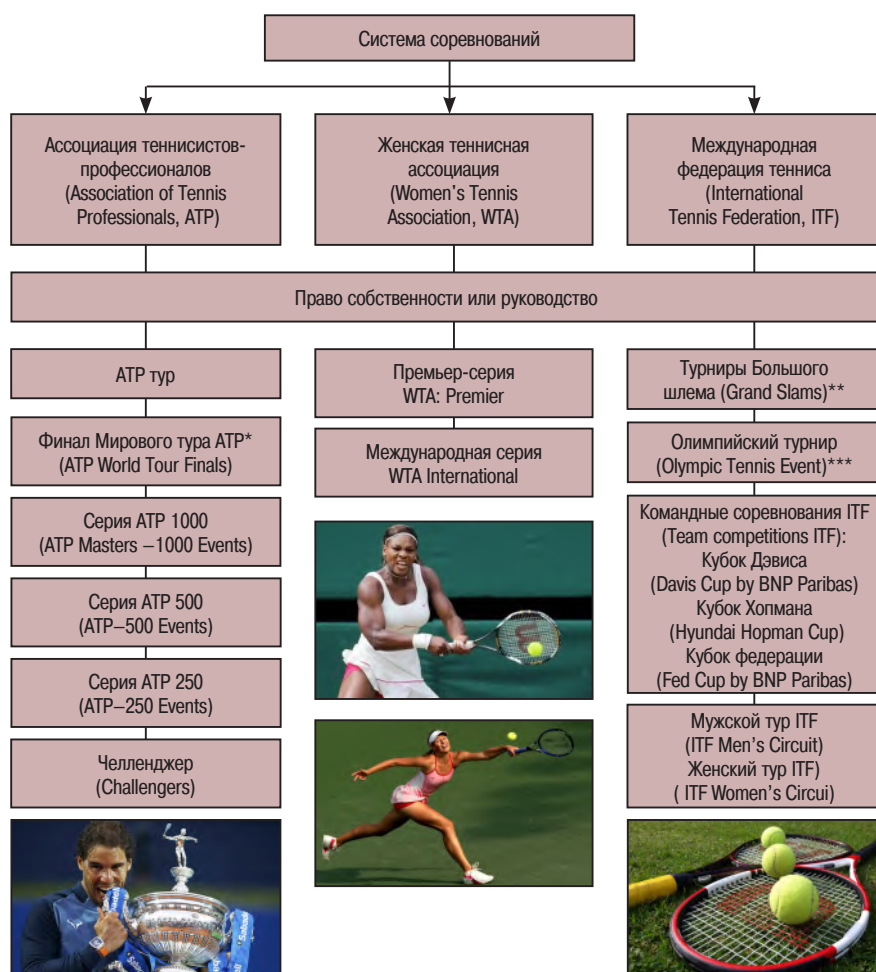 Система соревнований
Ассоциация теннисистов-
профессионалов
(Association of Tennis
Professionals, ATP)
Женская теннисная
ассоциация
(Women's Tennis
Association, WTA)
Международная
федерация тенниса
(International
Tennis Federation, ITF)
Право собственности или руководство
ATP тур
Финал Мирового тура ATP*
(ATP World Tour Finals)
Серия ATP 1000
(ATP Masters –1000 Events)
Серия ATP 500
(ATP–500 Events)
Серия ATP 250
(ATP–250 Events)
Челленджер
(Challengers)
Премьер-серия
WTA: Premier
Международная серия
WTA International
Турниры Большого
шлема (Grand Slams)**
Олимпийский турнир
(Olympic Tennis Event)***
Командные соревнования ITF
(Team competitions ITF):
Кубок Дэвиса
(Davis Cup by BNP Paribas)
Кубок Хопмана
(Hyundai Hopman Cup)
Кубок федерации
(Fed Cup by BNP Paribas)
Мужской тур ITF
(ITF Men's Circuit)
Женский тур ITF)
( ITF Women's Circui)